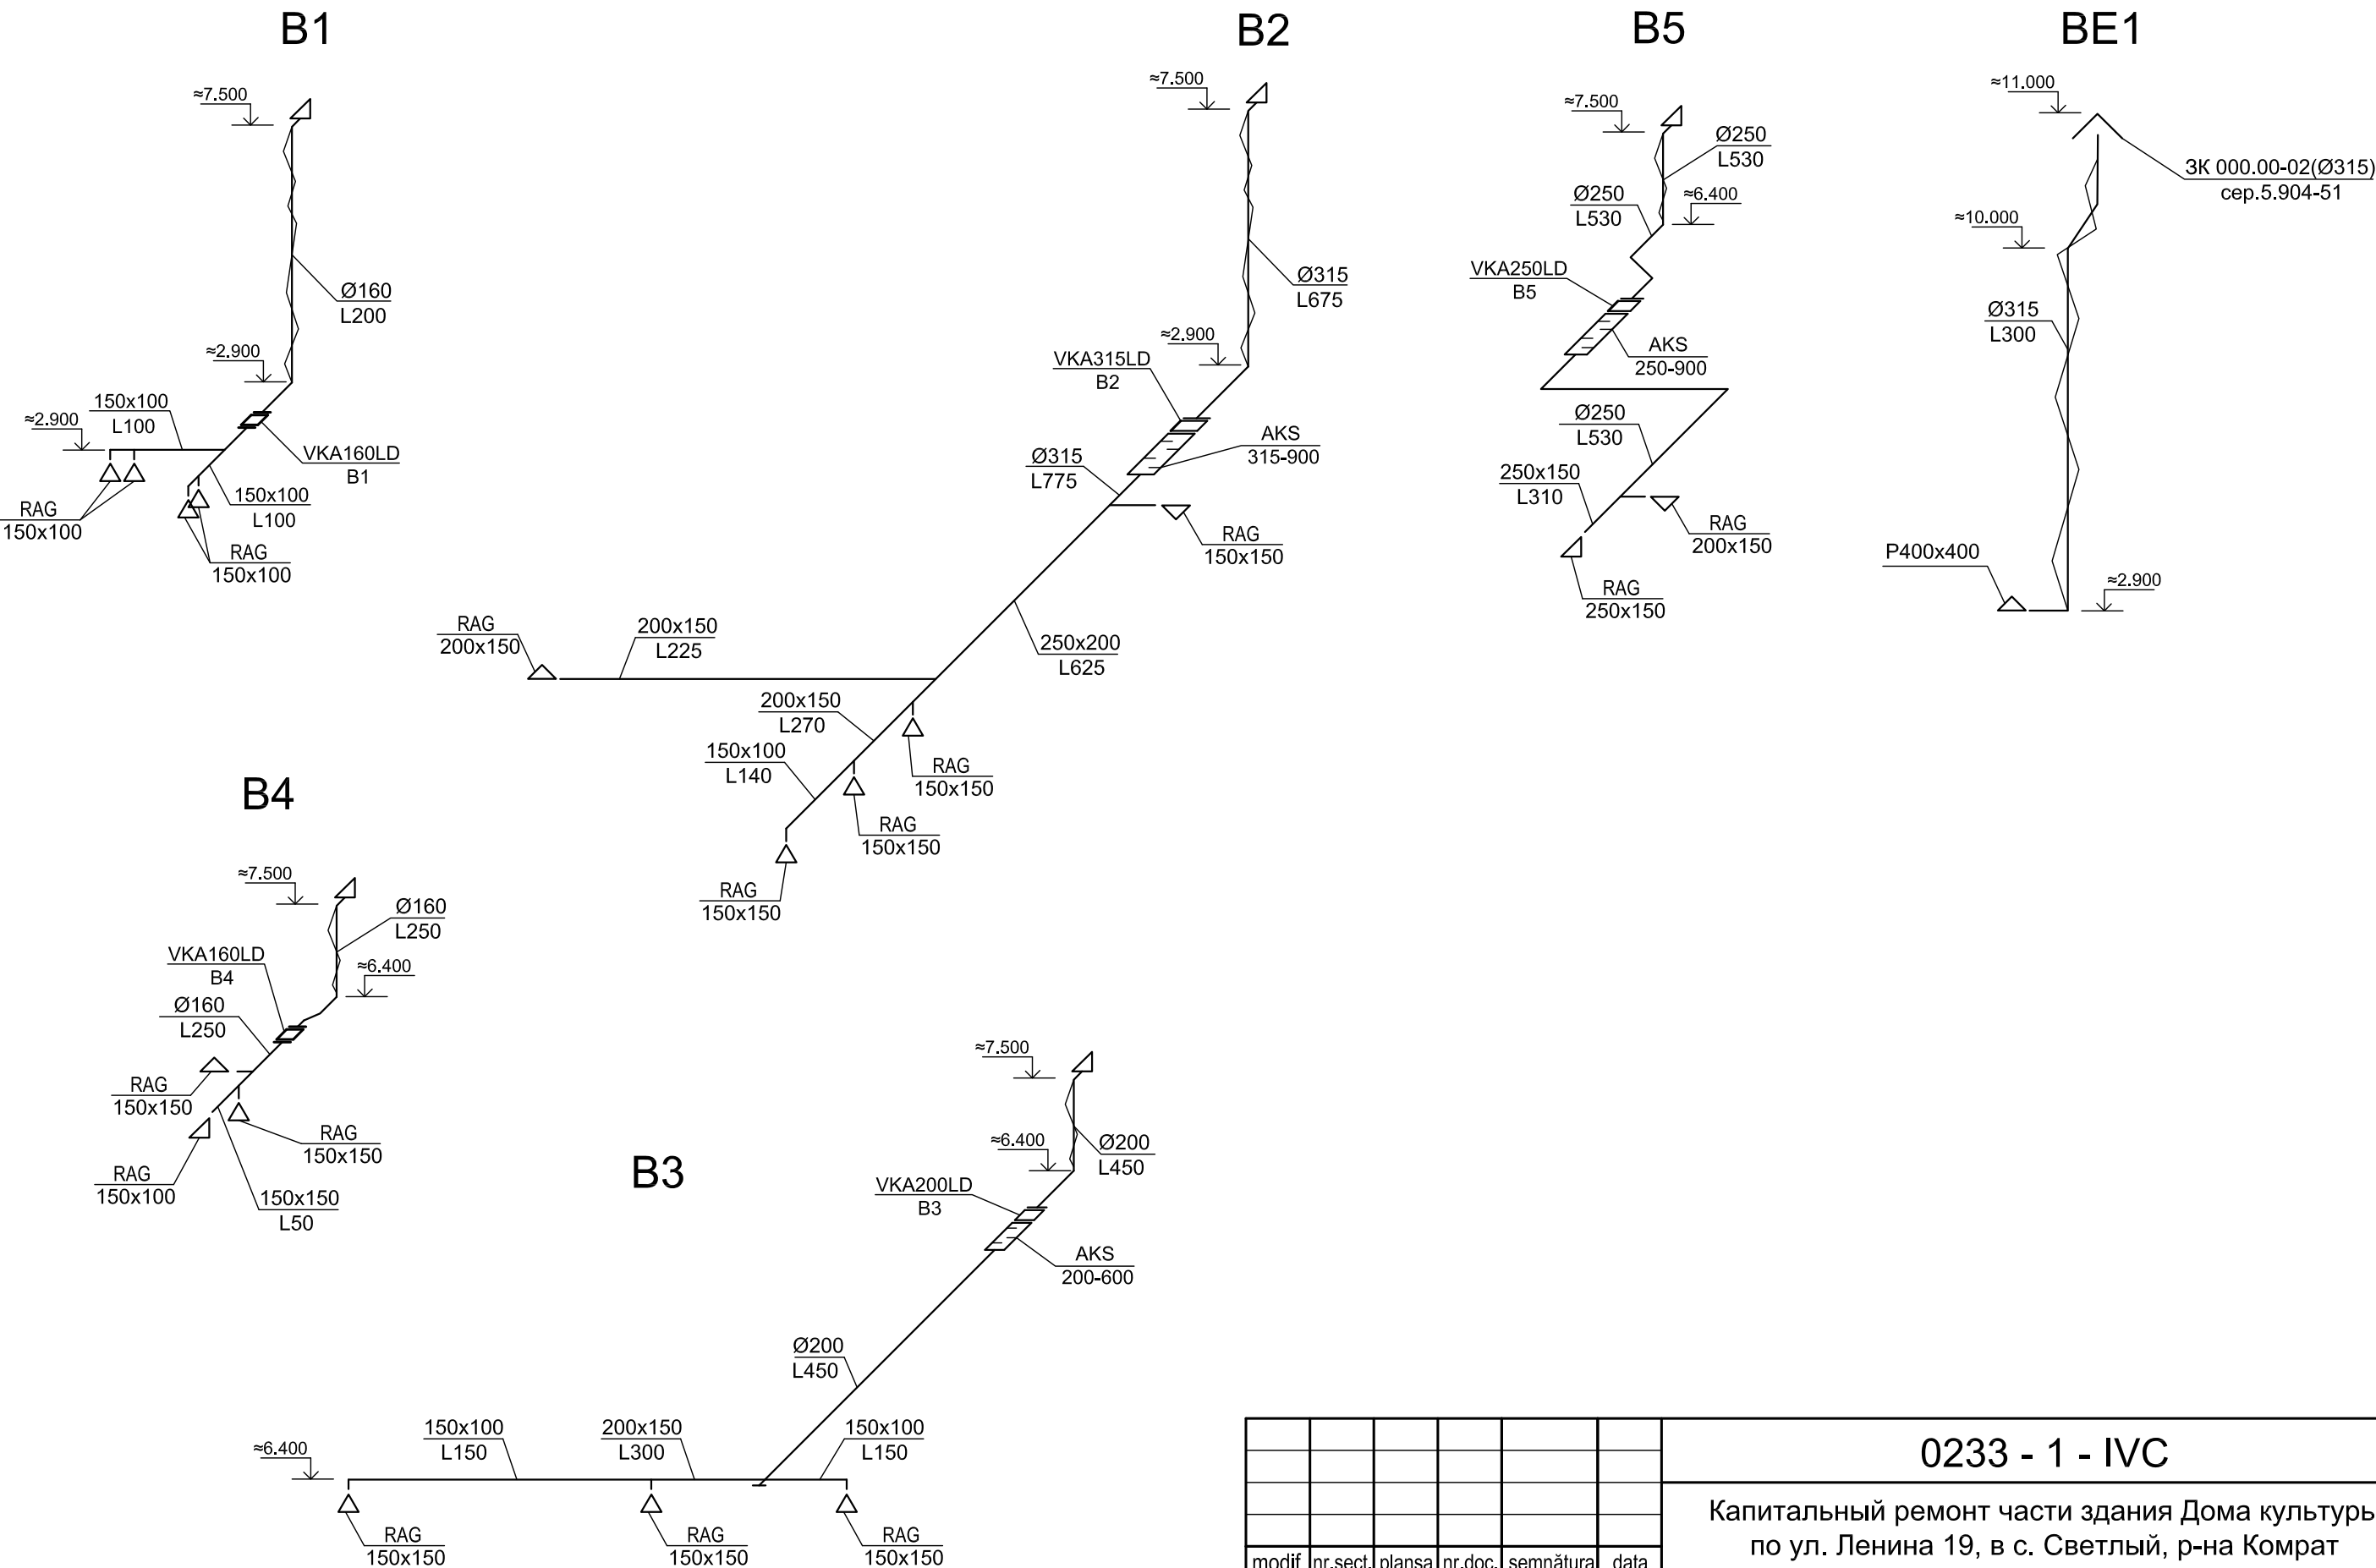 B1
≈7.500
Ø160
L200
≈2.900
≈2.900
150x100
L100
VKA160LD
B1
150x100
L100
RAG
150x100
RAG
150x100
B2
≈7.500
Ø315
L675
≈2.900
VKA315LD
B2
AKS
315-900
Ø315
L775
RAG
150x150
250x200
L625
RAG
200x150
200x150
L225
200x150
L270
150x100
L140
RAG
150x150
RAG
150x150
RAG
150x150
B5
≈7.500
Ø250
L530
Ø250
L530
≈6.400
VKA250LD
B5
AKS
250-900
Ø250
L530
250x150
L310
RAG
200x150
RAG
250x150
BE1
≈11.000
ЗК 000.00-02(Ø315)
сер.5.904-51
≈10.000
Ø315
L300
P400x400
≈2.900
B4
≈7.500
Ø160
L250
VKA160LD
B4
≈6.400
Ø160
L250
RAG
150x150
RAG
150x150
RAG
150x100
150x150
L50
B3
≈7.500
≈6.400
Ø200
L450
VKA200LD
B3
AKS
200-600
Ø200
L450
≈6.400
150x100
L150
200x150
L300
150x100
L150
RAG
150x150
RAG
150x150
RAG
150x150
0233 - 1 - IVC
Капитальный ремонт части здания Дома культуры
по ул. Ленина 19, в с. Светлый, р-на Комрат
modif nr.sect. planşa nr.doc. semnătura data